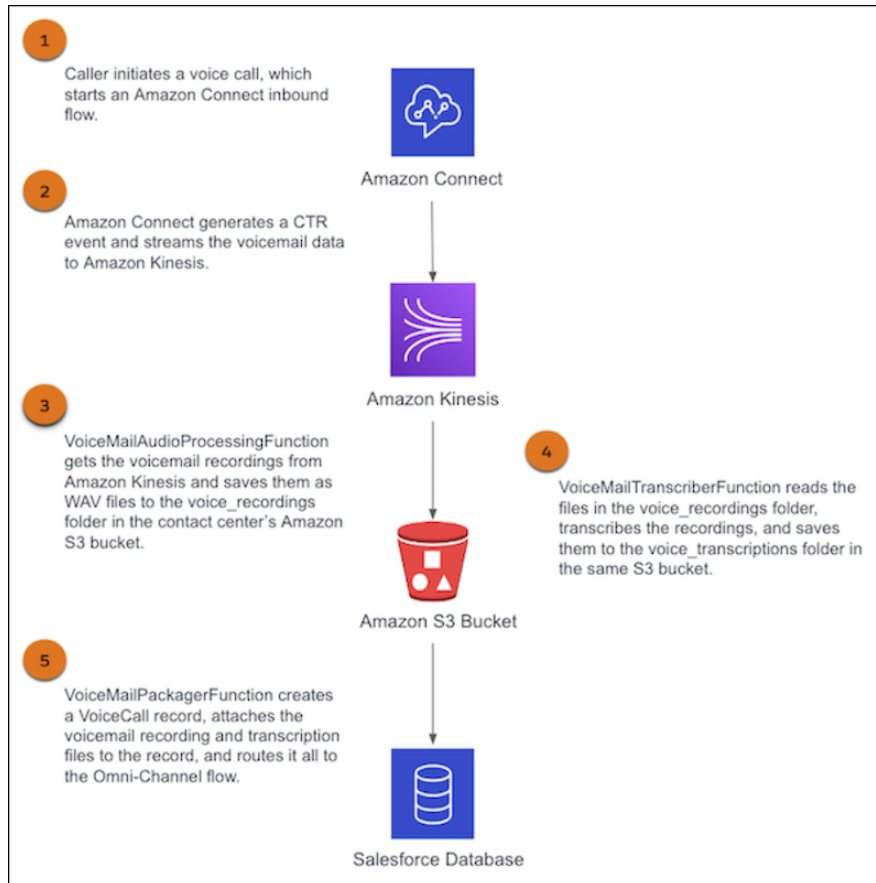 1
Caller initiates a voice call, which
starts an Amazon Connect inbound
flow.
Amazon Connect
2
Amazon Connect generates a CTR
event and streams the voicemail data
to Amazon Kinesis.
Amazon Kinesis
3
VoiceMailAudioProcessingFunction
gets the voicemail recordings from
Amazon Kinesis and saves them as
WAV files to the voice_recordings
folder in the contact center's Amazon
S3 bucket.
4
VoiceMailTranscriberFunction reads the
files in the voice_recordings folder,
transcribes the recordings, and saves
them to the voice_transcriptions folder in
the same S3 bucket.
Amazon S3 Bucket
5
VoiceMailPackagerFunction creates
a VoiceCall record, attaches the
voicemail recording and transcription
files to the record, and routes it all to
the Omni-Channel flow.
Salesforce Database